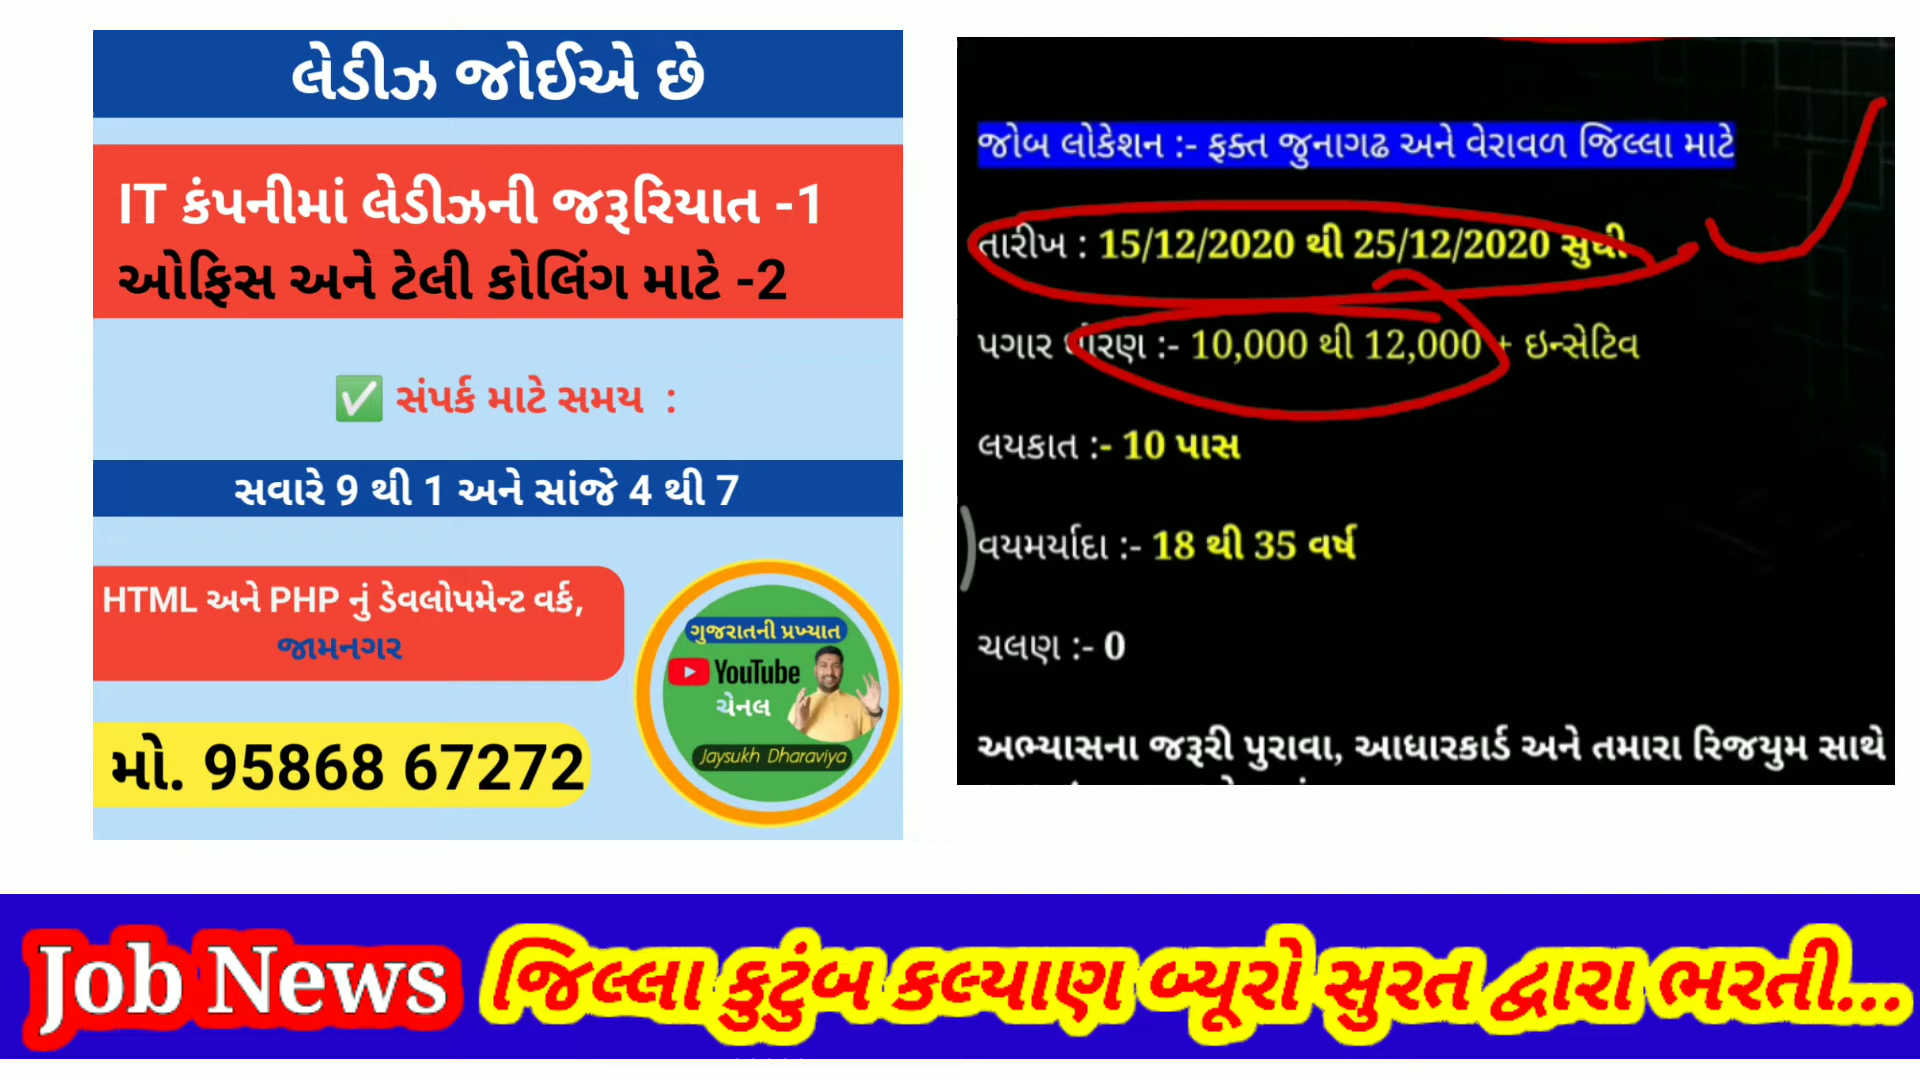 લેડીઝ જોઈએ છે
IT કંપનીમાં લેડીઝની જરૂરિયાત -1
ઓફિસ અને ટેલી કોલિંગ માટે -2
✅ સંપર્ક માટે સમય :
સવારે 9 થી 1 અને સાંજે 4 થી 7
HTML અને PHP નું ડેવલોપમેન્ટ વર્ક,
જામનગર
મો. 95868 67272
ગુજરાતની પ્રખ્યાત
YouTube
ચેનલ
Jaysukh Dharaviya
જોબ લોકેશન :- ફક્ત જુનાગઢ અને વેરાવળ જિલ્લા માટે
તારીખ : 15/12/2020 થી 25/12/2020 સુધી
પગાર ધોરણ :- 10,000 થી 12,000 + ઇન્સેટિવ
લયકાત :- 10 પાસ
વયમર્યાદા :- 18 થી 35 વર્ષ
ચલણ :- 0
અભ્યાસના જરૂરી પુરાવા, આધારકાર્ડ અને તમારા રિજયુમ સાથે
Job News જિલ્લા કુટુંબ કલ્યાણ બ્યૂરો સુરત દ્વારા ભરતી...